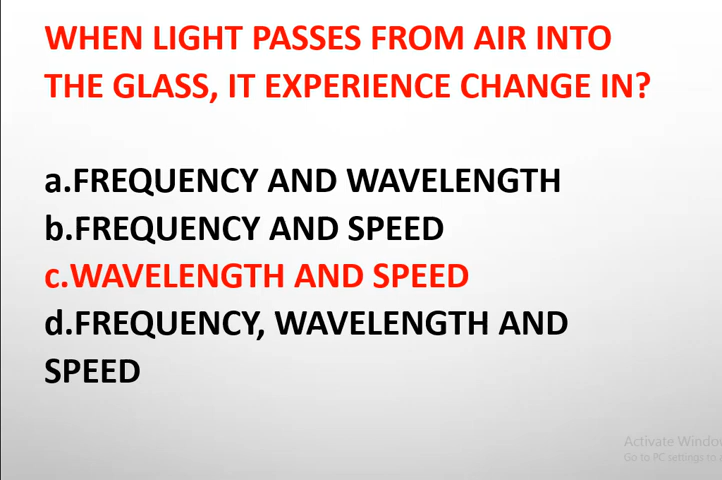 WHEN LIGHT PASSES FROM AIR INTO
THE GLASS, IT EXPERIENCE CHANGE IN?
a.FREQUENCY AND WAVELENGTH
b.FREQUENCY AND SPEED
c.WAVELENGTH AND SPEED
d.FREQUENCY, WAVELENGTH AND
SPEED
Activate Windo
Go to PC settings to